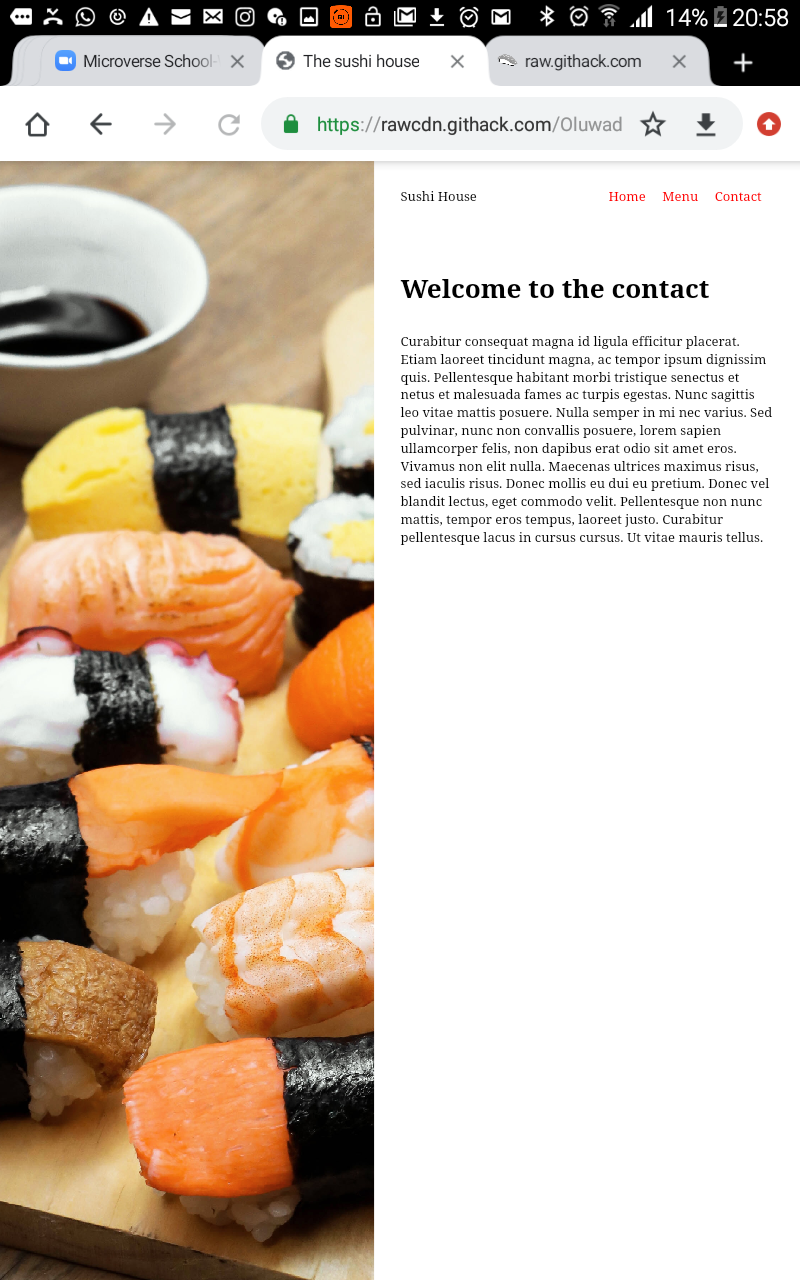 14% 20:58
Microverse School-
The sushi house
raw.githack.com
https://rawcdn.githack.com/Oluwad
Sushi House
Home Menu Contact
Welcome to the contact
Curabitur consequat magna id ligula efficitur placerat.
Etiam laoreet tincidunt magna, ac tempor ipsum dignissim
quis. Pellentesque habitant morbi tristique senectus et
netus et malesuada fames ac turpis egestas. Nunc sagittis
leo vitae mattis posuere. Nulla semper in mi nec varius. Sed
pulvinar, nunc non convallis posuere, lorem sapien
ullamcorper felis, non dapibus erat odio sit amet eros.
Vivamus non elit nulla. Maecenas ultrices maximus risus,
sed iaculis risus. Donec mollis eu dui eu pretium. Donec vel
blandit lectus, eget commodo velit. Pellentesque non nunc
mattis, tempor eros tempus, laoreet justo. Curabitur
pellentesque lacus in cursus cursus. Ut vitae mauris tellus.